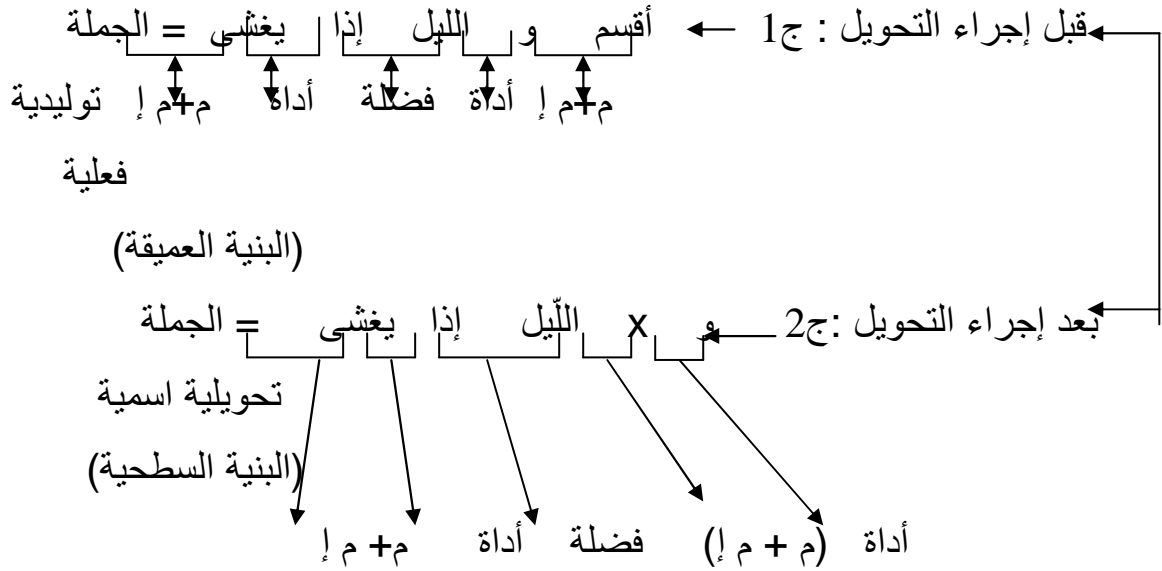 قبل إجراء التحويل : ج1 أقسم و الليل إذا يغشى = الجملة
م+م إ أداة فضلة أداة م+م إ توليدية
فعلية
(البنية العميقة)
بعد إجراء التحويل :ج2 و x اللّيل إذا يغشى = الجملة
تحويلية اسمية
(البنية السطحية)
أداة (م + م إ) فضلة أداة م+ م إ